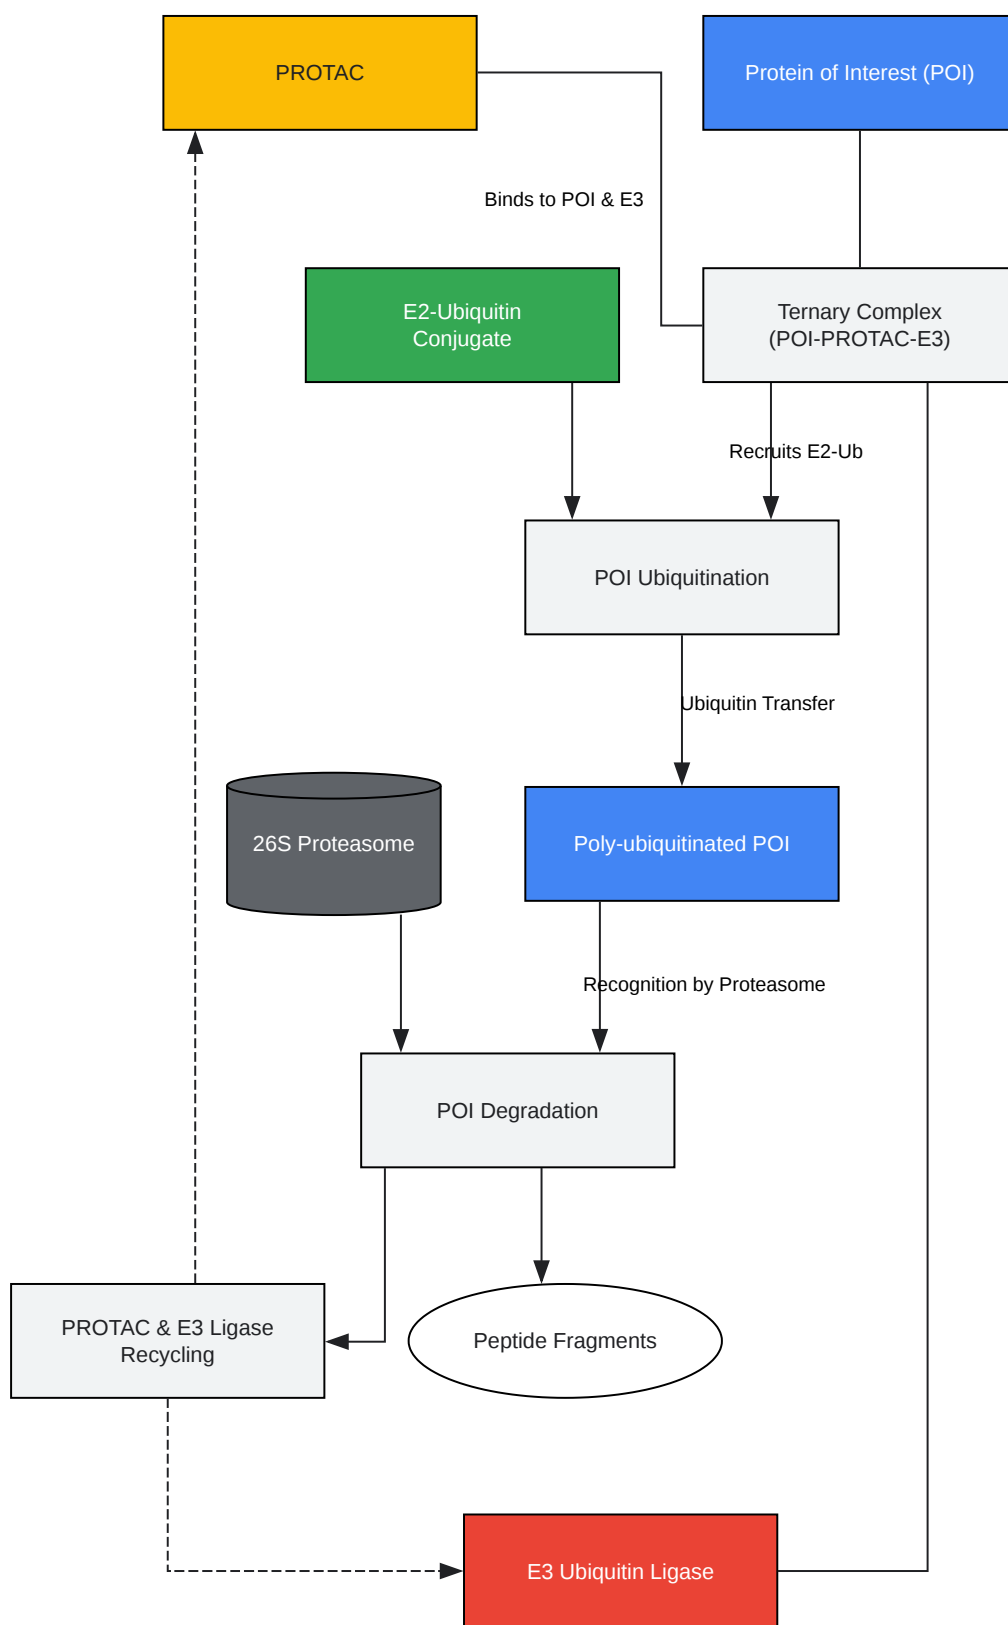 PROTAC
Protein of Interest (POI)
Binds to POI & E3
E2-Ubiquitin
Conjugate
Ternary Complex
(POI-PROTAC-E3)
Recruits E2-Ub
POI Ubiquitination
Ubiquitin Transfer
26S Proteasome
Poly-ubiquitinated POI
Recognition by Proteasome
POI Degradation
PROTAC & E3 Ligase
Recycling
Peptide Fragments
E3 Ubiquitin Ligase